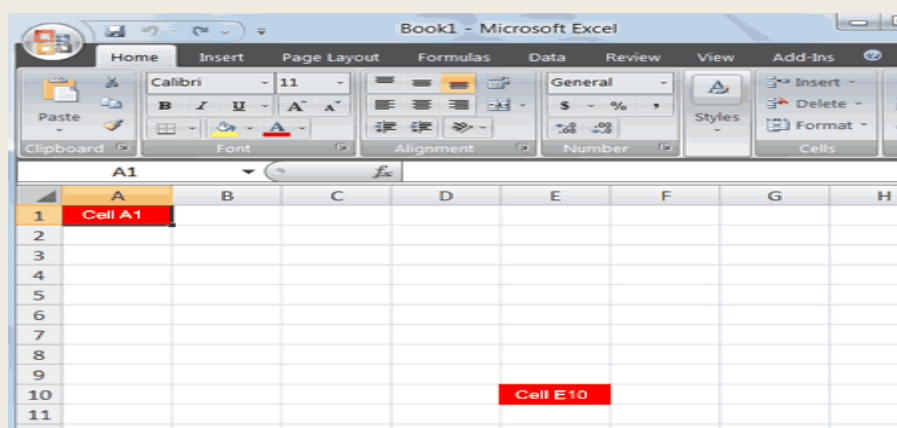 Book1 - Microsoft Excel
Home Insert Page Layout Formulas Data Review View Add-Ins
Calibri 11 General Insert
B I U A A $ % , Delete
Paste A Styles Format
Clipboard Font Alignment Number Cells
A1 fx
A B C D E F G H
1 Cell A1
2
3
4
5
6
7
8
9
10 Cell E10
11